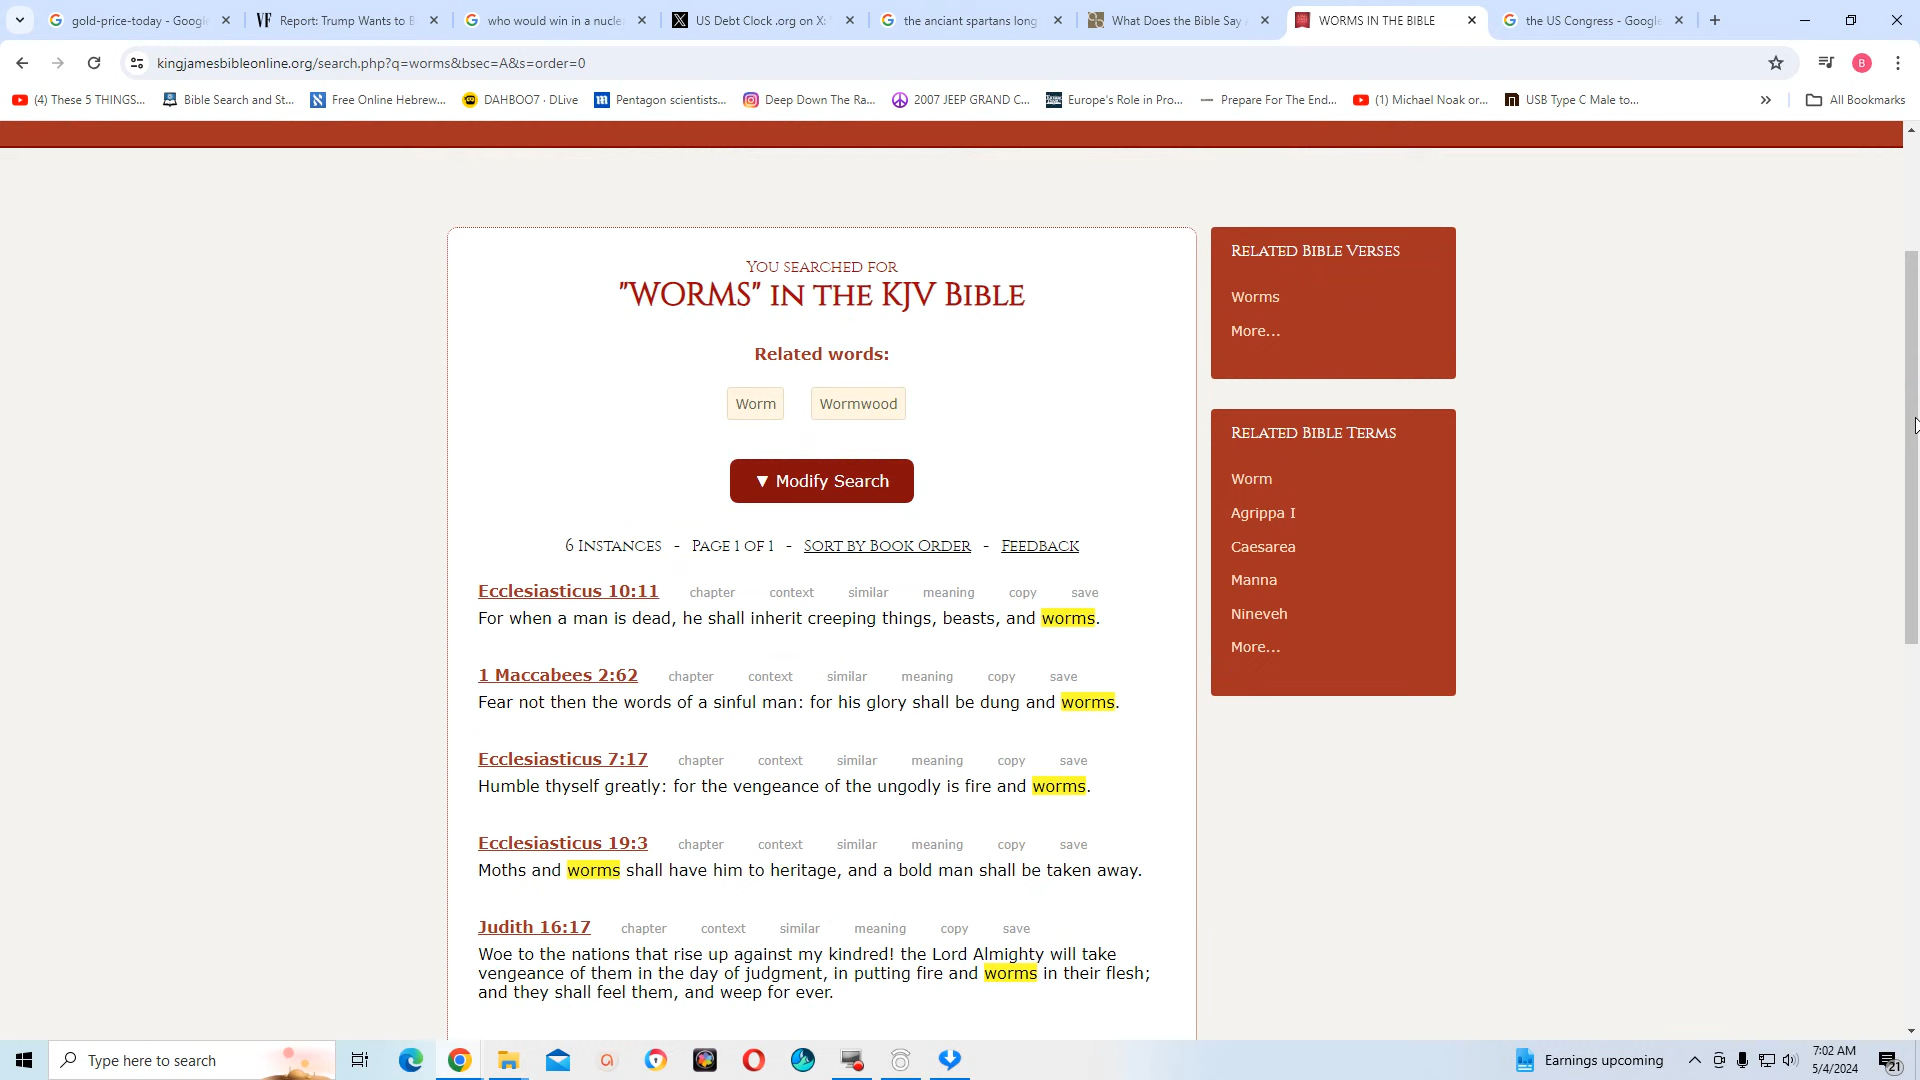 gold-price-today - Google
Report: Trump Wants to B
who would win in a nucle
US Debt Clock .org on X:
the anciant spartans long
What Does the Bible Say
WORMS IN THE BIBLE
the US Congress - Google
kingjamesbibleonline.org/search.php?q=worms&bsec=A&s=order=0
B
(4) These 5 THINGS...
Bible Search and St...
Free Online Hebrew...
DAHBOO7 · DLive
Pentagon scientists...
Deep Down The Ra...
2007 JEEP GRAND C...
Europe's Role in Pro...
Prepare For The End...
(1) Michael Noak or...
USB Type C Male to...
All Bookmarks
You searched for
"WORMS" in the KJV Bible
Related words:
Worm
Wormwood
▼ Modify Search
6 Instances - Page 1 of 1 - Sort by Book Order - Feedback
Ecclesiasticus 10:11 chapter context similar meaning copy save
For when a man is dead, he shall inherit creeping things, beasts, and worms.
1 Maccabees 2:62 chapter context similar meaning copy save
Fear not then the words of a sinful man: for his glory shall be dung and worms.
Ecclesiasticus 7:17 chapter context similar meaning copy save
Humble thyself greatly: for the vengeance of the ungodly is fire and worms.
Ecclesiasticus 19:3 chapter context similar meaning copy save
Moths and worms shall have him to heritage, and a bold man shall be taken away.
Judith 16:17 chapter context similar meaning copy save
Woe to the nations that rise up against my kindred! the Lord Almighty will take
vengeance of them in the day of judgment, in putting fire and worms in their flesh;
and they shall feel them, and weep for ever.
Related Bible Verses
Worms
More...
Related Bible Terms
Worm
Agrippa I
Caesarea
Manna
Nineveh
More...
Type here to search
Earnings upcoming
7:02 AM
5/4/2024
21